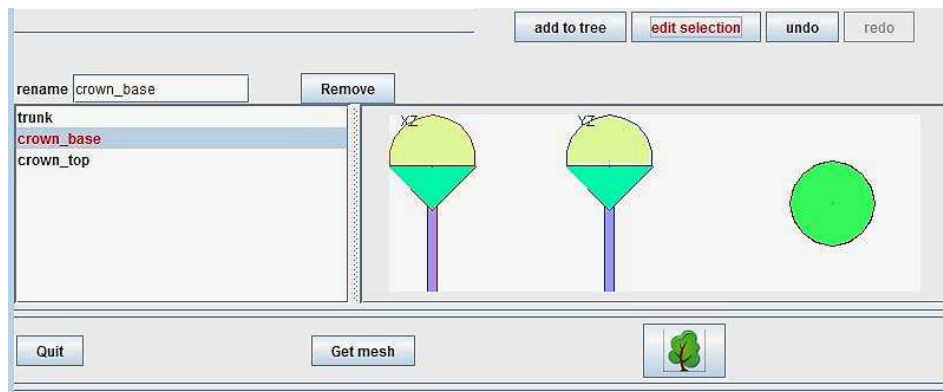 add to tree edit selection undo redo
rename crown_base Remove
trunk
crown_base
crown_top
XZ YZ
Quit Get mesh